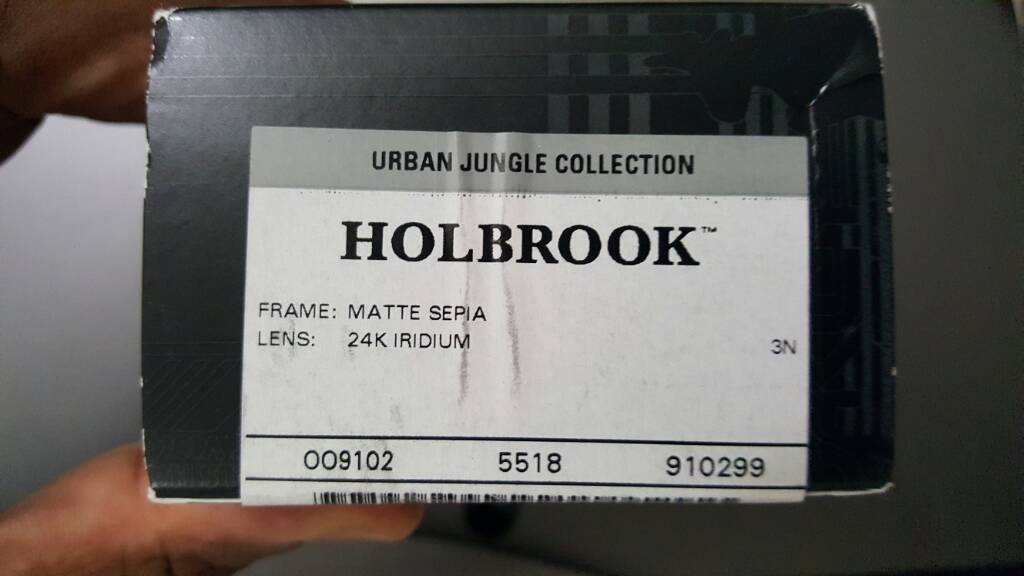 URBAN JUNGLE COLLECTION
HOLBROOK™
FRAME: MATTE SEPIA
LENS: 24K IRIDIUM 3N
OO9102 5518 910299